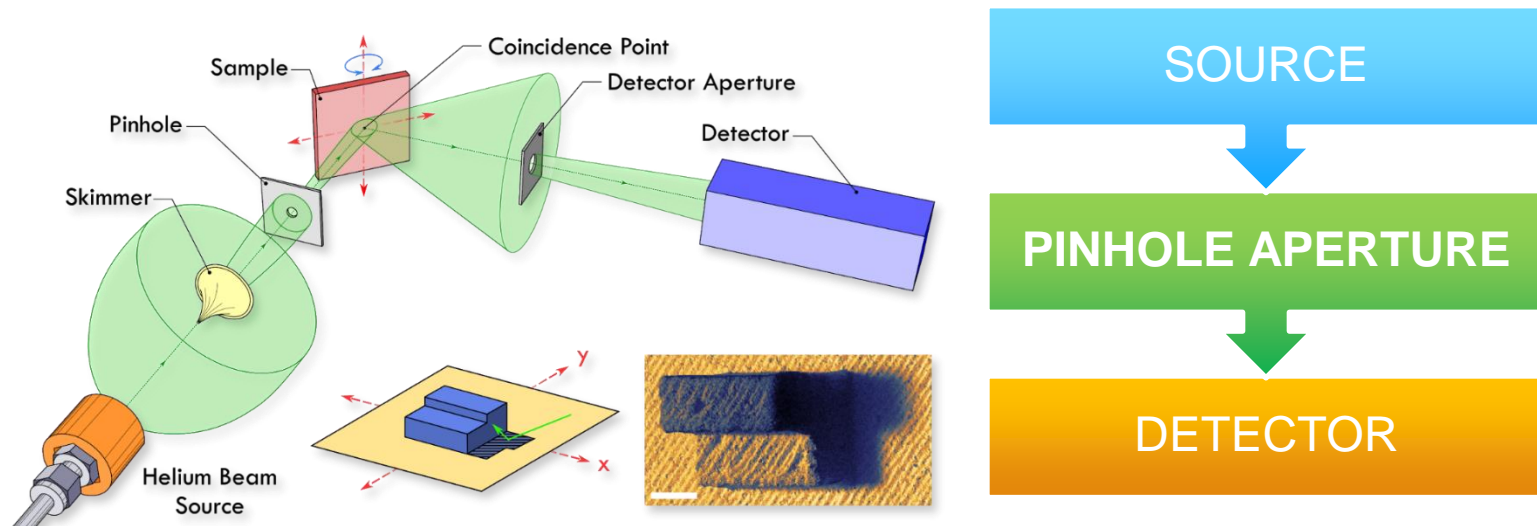 Coincidence Point
Sample
Detector Aperture
Pinhole
Detector
Skimmer
Helium Beam
Source
y
x
SOURCE
PINHOLE APERTURE
DETECTOR